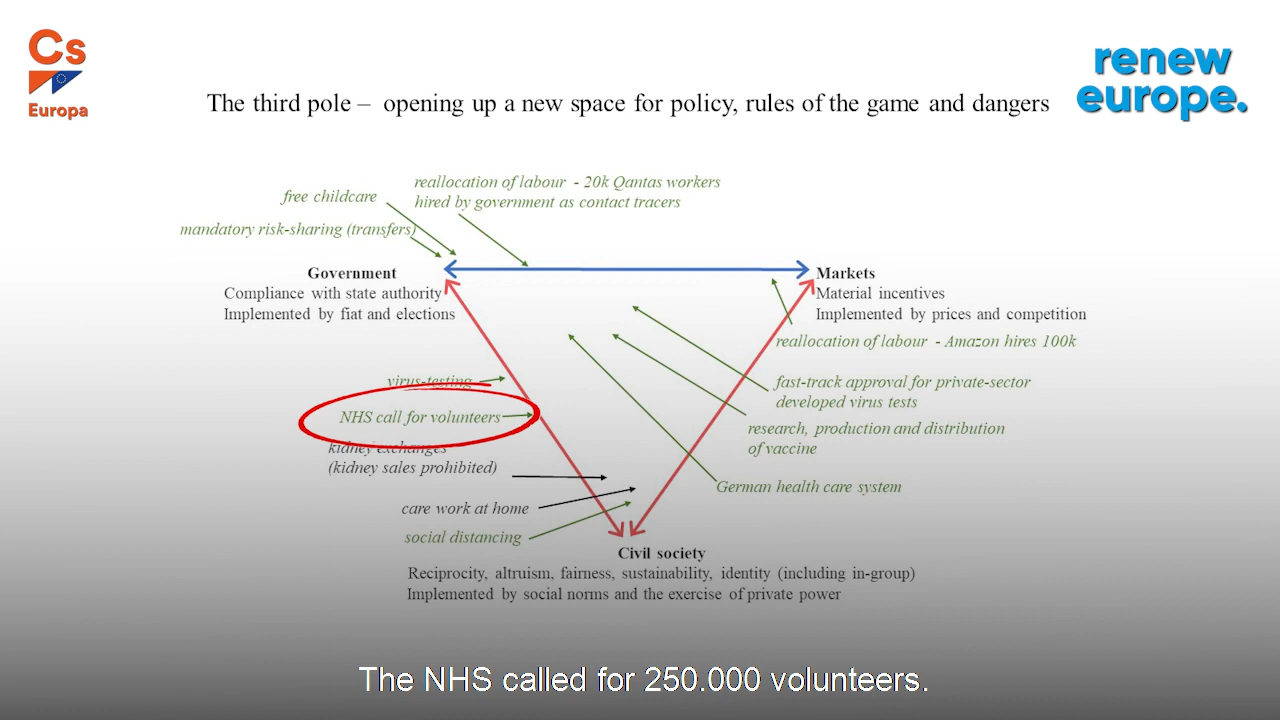 Cs
Europa
renew
europe.
The third pole – opening up a new space for policy, rules of the game and dangers
free childcare
reallocation of labour - 20k Qantas workers
hired by government as contact tracers
mandatory risk-sharing (transfers)
Government
Compliance with state authority
Implemented by fiat and elections
Markets
Material incentives
Implemented by prices and competition
reallocation of labour - Amazon hires 100k
virus-testing
fast-track approval for private-sector
developed virus tests
NHS call for volunteers
research, production and distribution
of vaccine
kidney exchanges
(kidney sales prohibited)
German health care system
care work at home
social distancing
Civil society
Reciprocity, altruism, fairness, sustainability, identity (including in-group)
Implemented by social norms and the exercise of private power
The NHS called for 250.000 volunteers.